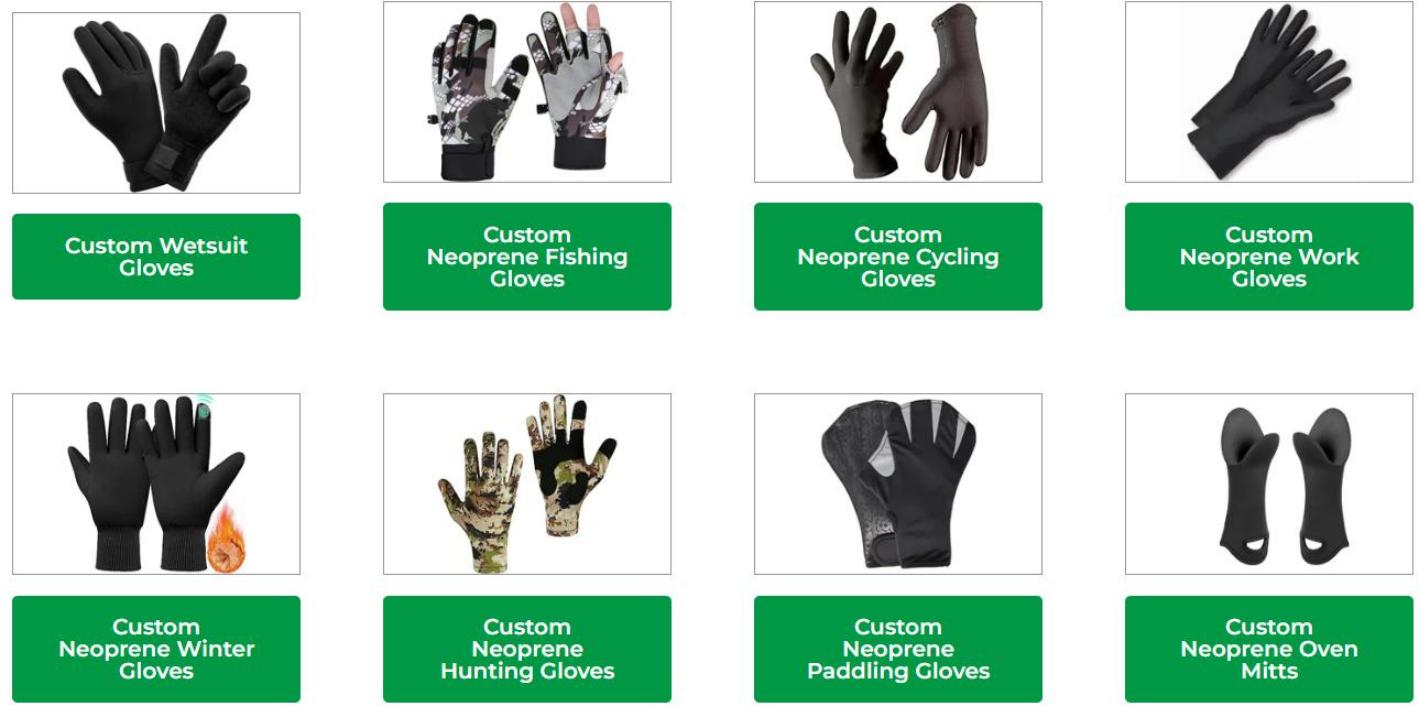 Custom Wetsuit
Gloves
Custom
Neoprene Fishing
Gloves
Custom
Neoprene Cycling
Gloves
Custom
Neoprene Work
Gloves
Custom
Neoprene Winter
Gloves
Custom
Neoprene
Hunting Gloves
Custom
Neoprene
Paddling Gloves
Custom
Neoprene Oven
Mitts